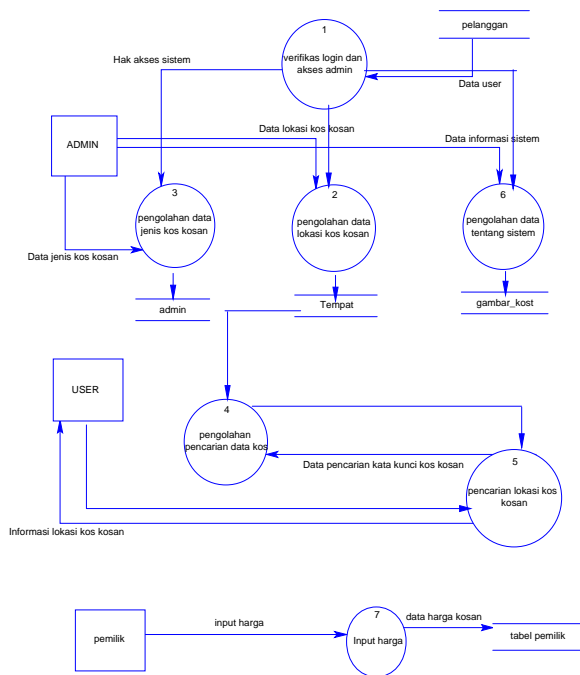 pelanggan
1
verifikas login dan
akses admin
Hak akses sistem
Data user
ADMIN
Data lokasi kos kosan
Data informasi sistem
3
pengolahan data
jenis kos kosan
2
pengolahan data
lokasi kos kosan
6
pengolahan data
tentang sistem
Data jenis kos kosan
admin
Tempat
gambar_kost
USER
4
pengolahan
pencarian data kos
Data pencarian kata kunci kos kosan
5
pencarian lokasi kos
kosan
Informasi lokasi kos kosan
pemilik
input harga
7
Input harga
data harga kosan
tabel pemilik